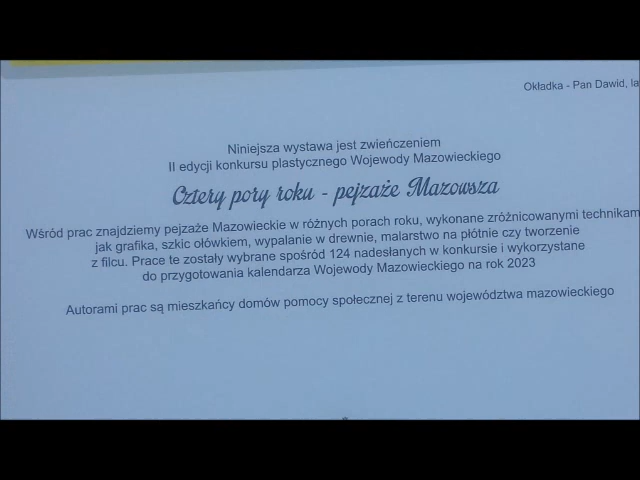 Okładka - Pan Dawid, la
Niniejsza wystawa jest zwieńczeniem
II edycji konkursu plastycznego Wojewody Mazowieckiego
Cztery pory roku - pejzaże Mazowsza
Wśród prac znajdziemy pejzaże Mazowieckie w różnych porach roku, wykonane zróżnicowanymi technikam
jak grafika, szkic ołówkiem, wypalanie w drewnie, malarstwo na płótnie czy tworzenie
z filcu. Prace te zostały wybrane spośród 124 nadesłanych w konkursie i wykorzystane
do przygotowania kalendarza Wojewody Mazowieckiego na rok 2023
Autorami prac są mieszkańcy domów pomocy społecznej z terenu województwa mazowieckiego